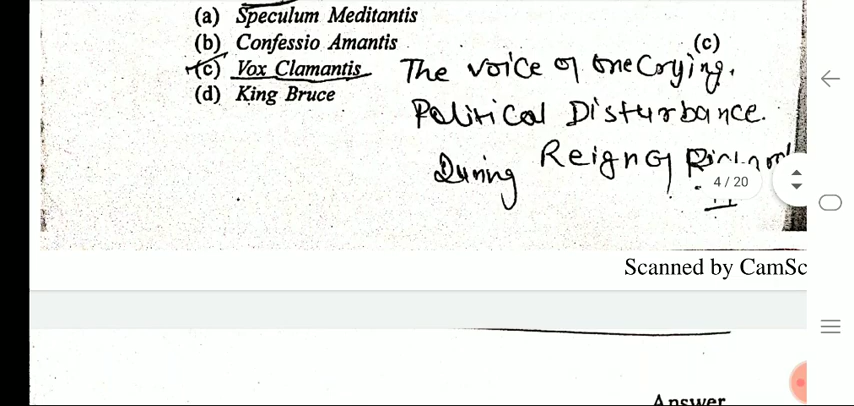 (a) Speculum Meditantis
(b) Confessio Amantis
(c)
(c) Vox Clamantis The voice of one Crying.
(d) King Bruce
Political Disturbance.
During Reign of
4 / 20
Scanned by CamSc
Answer